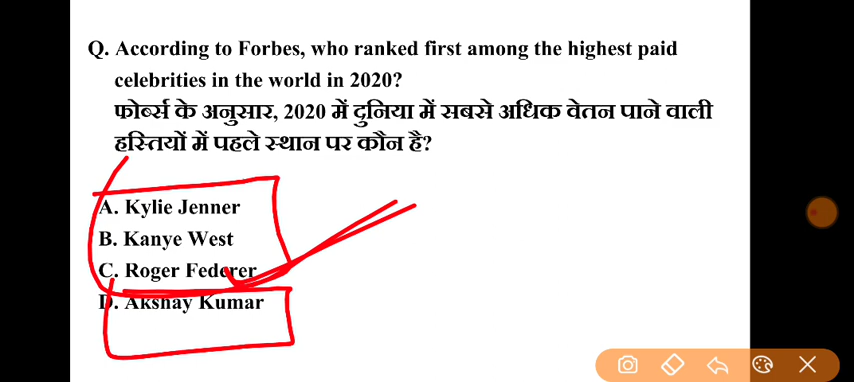 Q. According to Forbes, who ranked first among the highest paid
celebrities in the world in 2020?
फोर्ब्स के अनुसार, 2020 में दुनिया में सबसे अधिक वेतन पाने वाली
हस्तियों में पहले स्थान पर कौन है?
A. Kylie Jenner
B. Kanye West
C. Roger Federer
D. Akshay Kumar